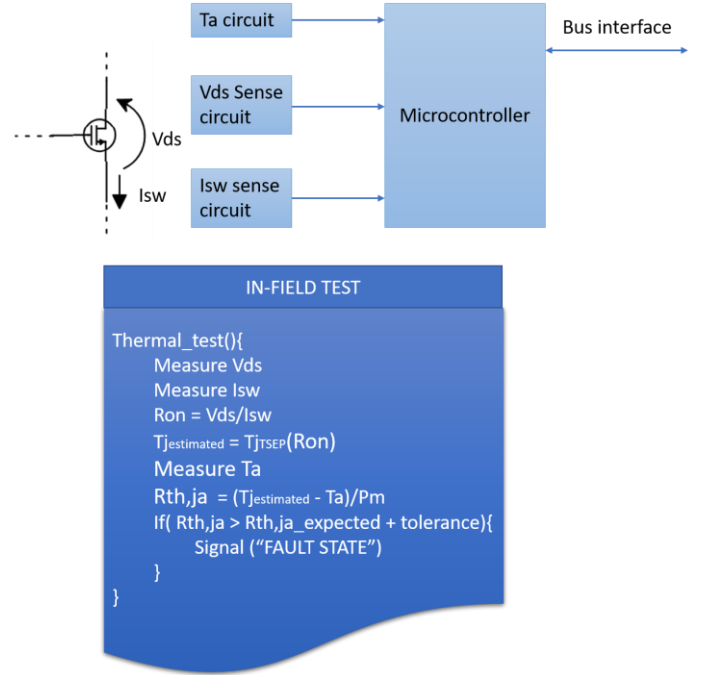 Ta circuit
Bus interface
Vds Sense
circuit
Microcontroller
Vds
Isw
Isw sense
circuit
IN-FIELD TEST
Thermal_test(){
Measure Vds
Measure Isw
Ron = Vds/Isw
Tjestimated = TjTSEP(Ron)
Measure Ta
Rth,ja = (Tjestimated - Ta)/Pm
If( Rth,ja > Rth,ja_expected + tolerance){
Signal (“FAULT STATE”)
}
}